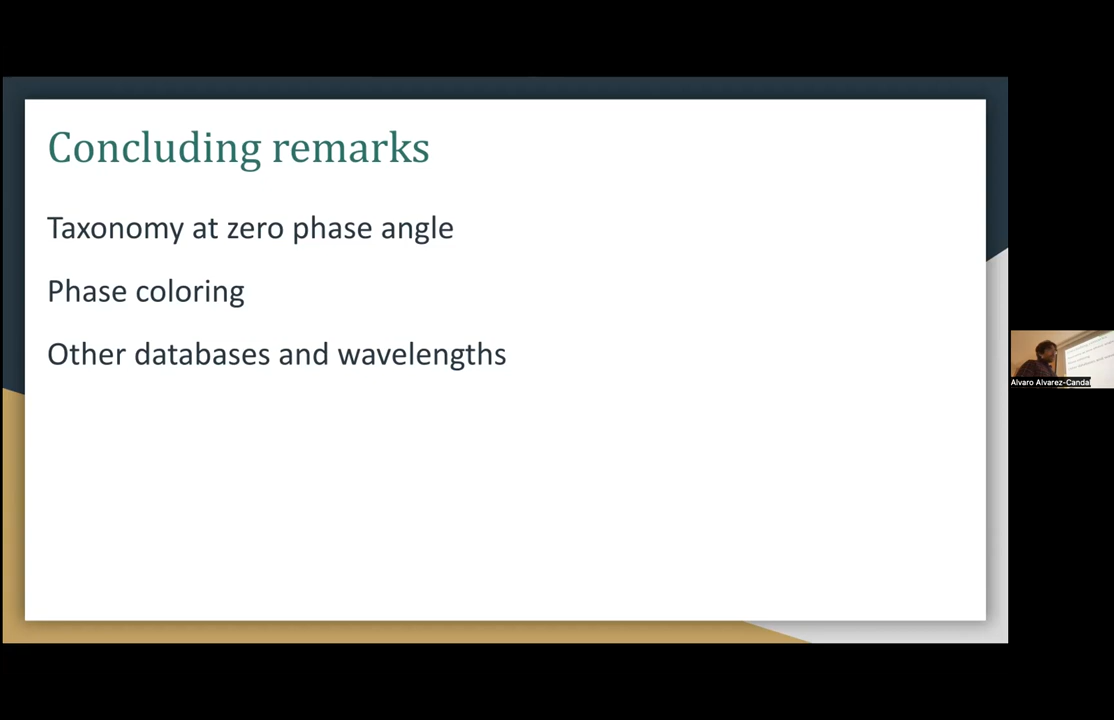 Concluding remarks
Taxonomy at zero phase angle
Phase coloring
Other databases and wavelengths
Alvaro Alvarez-Candal